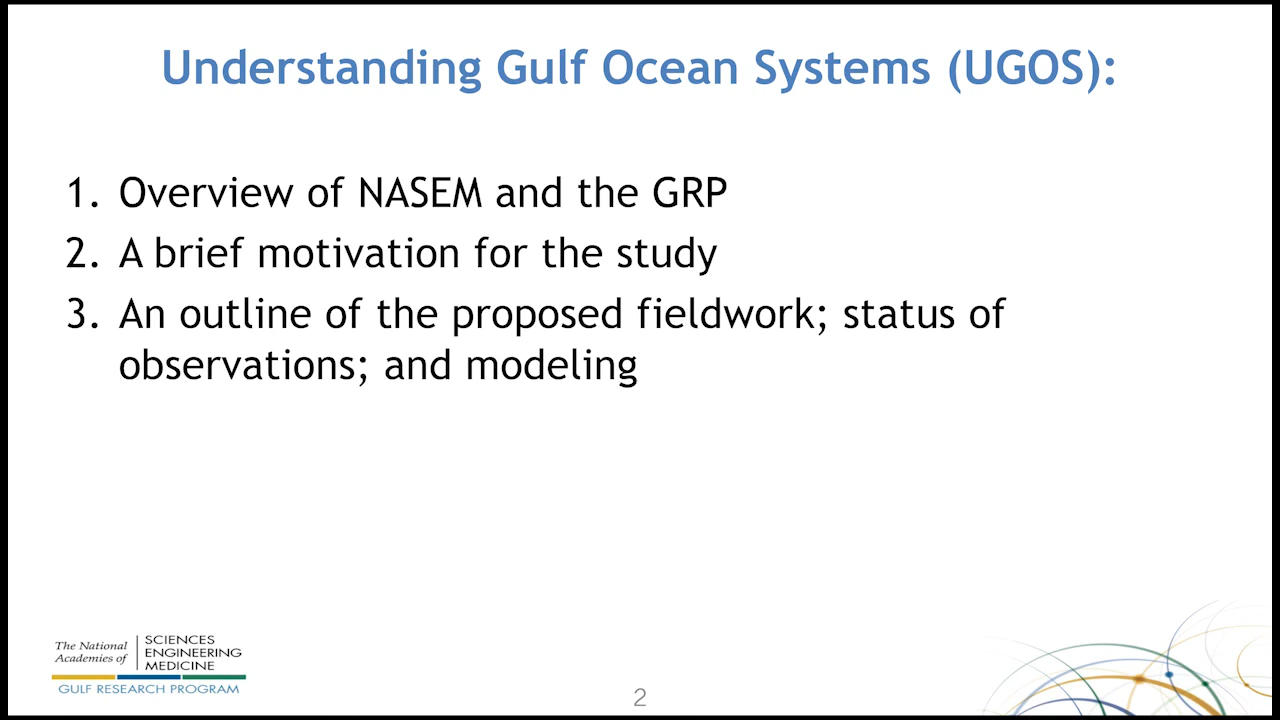 Understanding Gulf Ocean Systems (UGOS):
1. Overview of NASEM and the GRP
2. A brief motivation for the study
3. An outline of the proposed fieldwork; status of
observations; and modeling
The National
Academies of
SCIENCES
ENGINEERING
MEDICINE
GULF RESEARCH PROGRAM
2